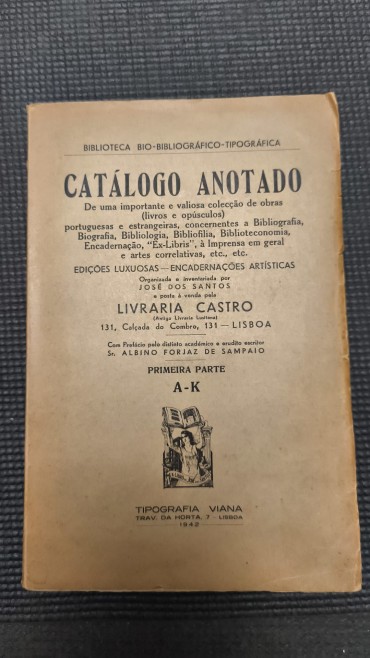 BIBLIOTECA BIO-BIBLIOGRÁFICO-TIPOGRÁFICA
CATÁLOGO ANOTADO
De uma importante e valiosa colecção de obras
(livros e opúsculos)
portuguesas e estrangeiras, concernentes a Bibliografia,
Biografia, Bibliologia, Bibliofilia, Biblioteconomia,
Encadernação, "Ex-Libris", à Imprensa em geral
e artes correlativas, etc., etc.
EDIÇÕES LUXUOSAS — ENCADERNAÇÕES ARTÍSTICAS
Organizada e inventoriada por
JOSÉ DOS SANTOS
e posta à venda pela
LIVRARIA CASTRO
(Antiga Livraria Lusitana)
131, Calçada do Combro, 131 — LISBOA
Com Prefácio pelo distinto académico e erudito escritor
Sr. ALBINO FORJAZ DE SAMPAIO
PRIMEIRA PARTE
A-K
TIPOGRAFIA VIANA
TRAV. DA HORTA, 7 - LISBOA
1942